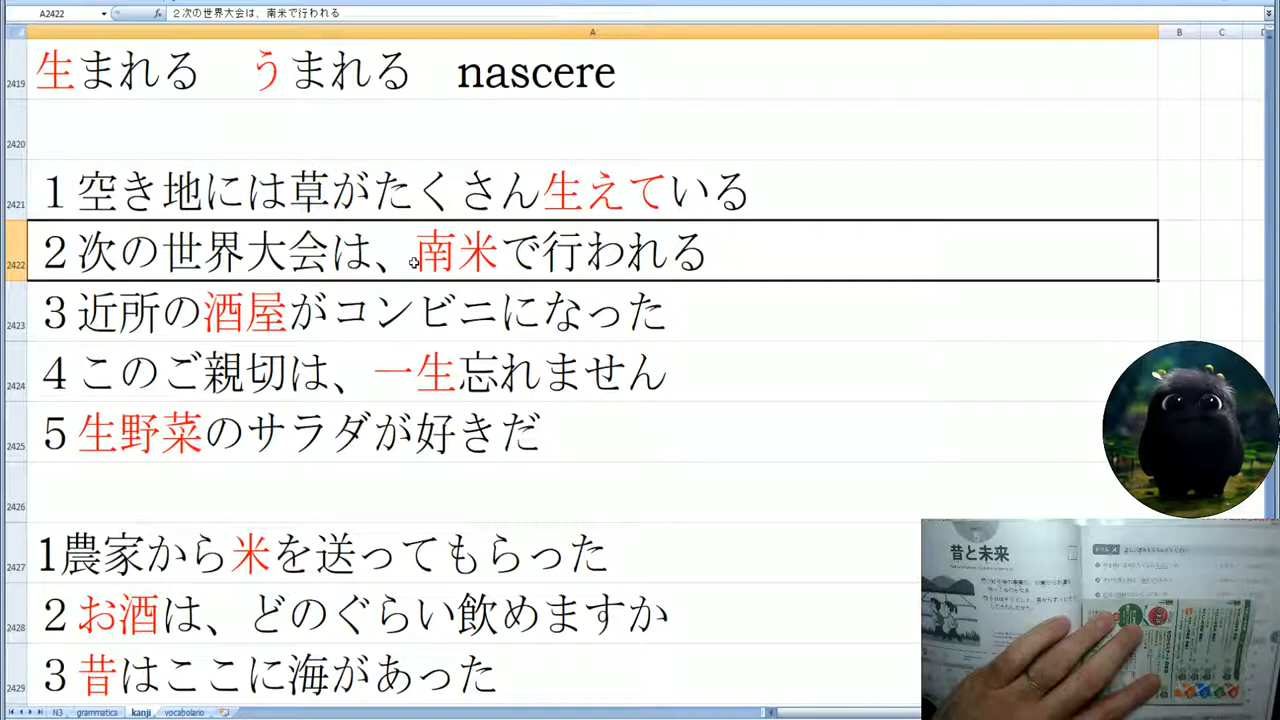 A2422
２次の世界大会は、南米で行われる
A B C
2419 生まれる　うまれる　nascere
2420
2421 １空き地には草がたくさん生えている
2422 ２次の世界大会は、南米で行われる
2423 ３近所の酒屋がコンビニになった
2424 ４このご親切は、一生忘れません
2425 ５生野菜のサラダが好きだ
2426
2427 1農家から米を送ってもらった
2428 ２お酒は、どのぐらい飲めますか
2429 ３昔はここに海があった
昔と未来
N3 grammatica kanji vocabolario